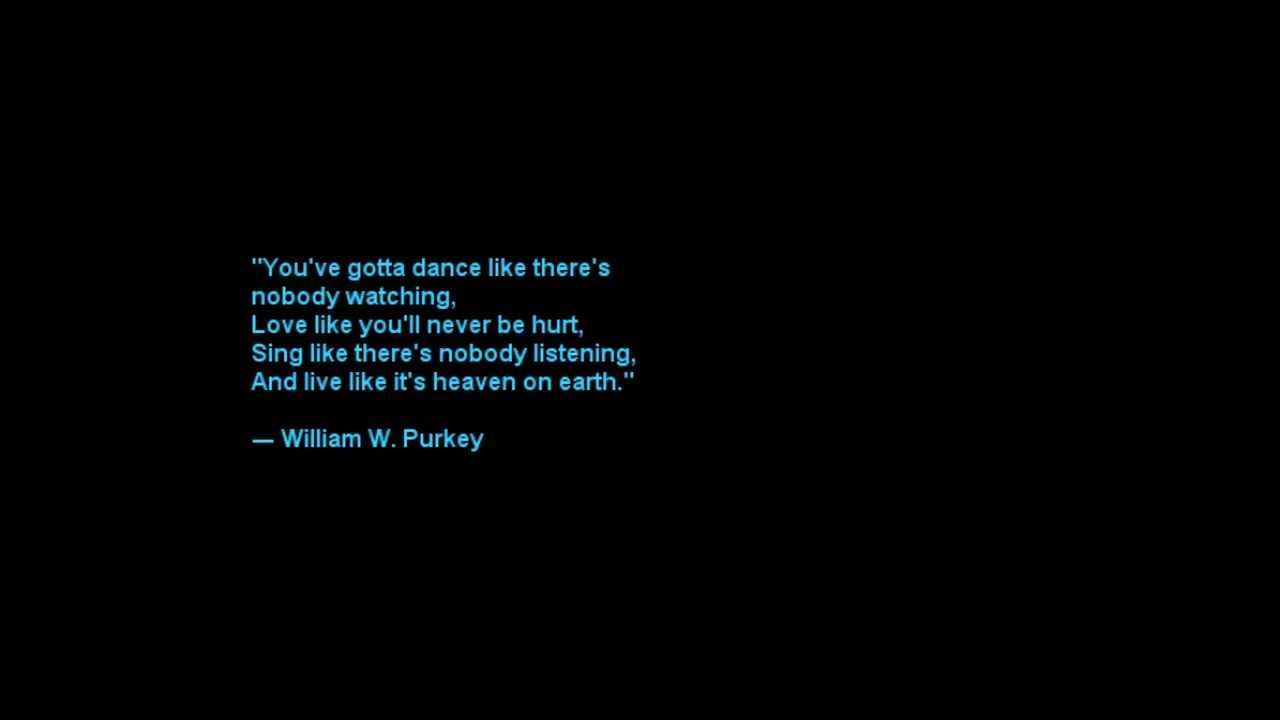 "You've gotta dance like there's
nobody watching,
Love like you'll never be hurt,
Sing like there's nobody listening,
And live like it's heaven on earth."
— William W. Purkey